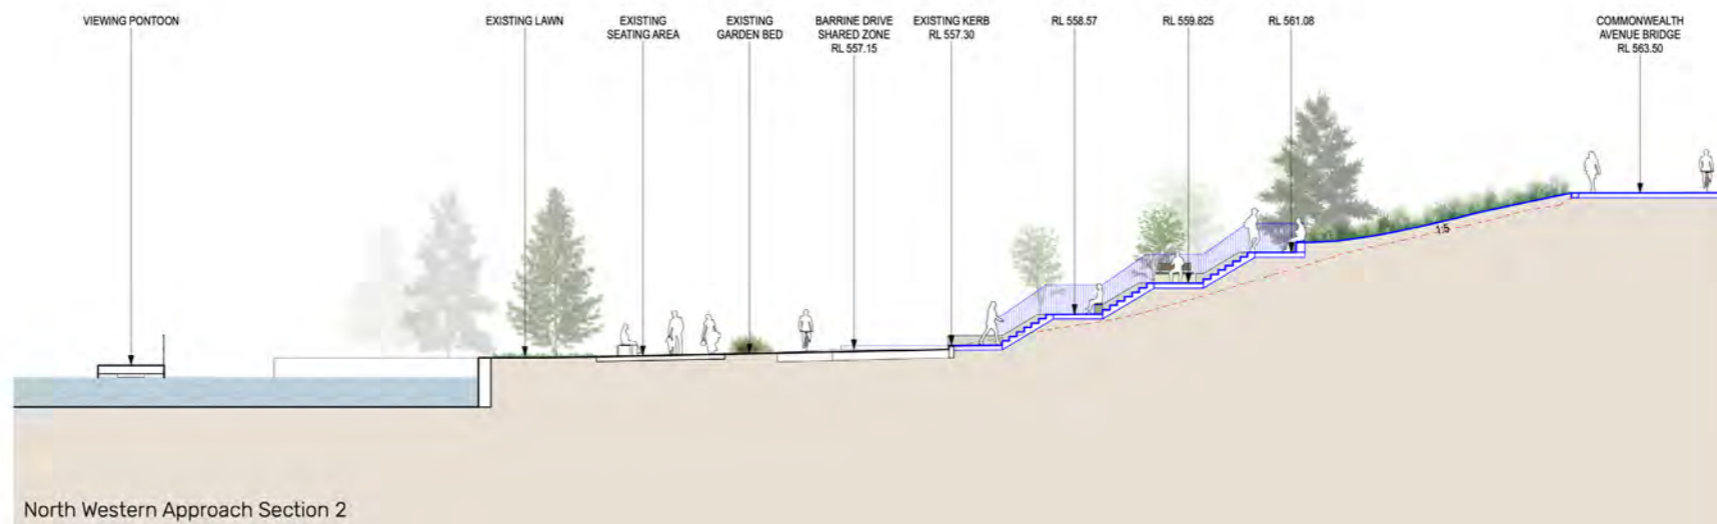 VIEWING PONTOON
EXISTING LAWN
EXISTING
SEATING AREA
EXISTING
GARDEN BED
BARRINE DRIVE
SHARED ZONE
RL 557.15
EXISTING KERB
RL 557.30
RL 558.57
RL 559.825
RL 561.08
COMMONWEALTH
AVENUE BRIDGE
RL 563.50
1:5
North Western Approach Section 2